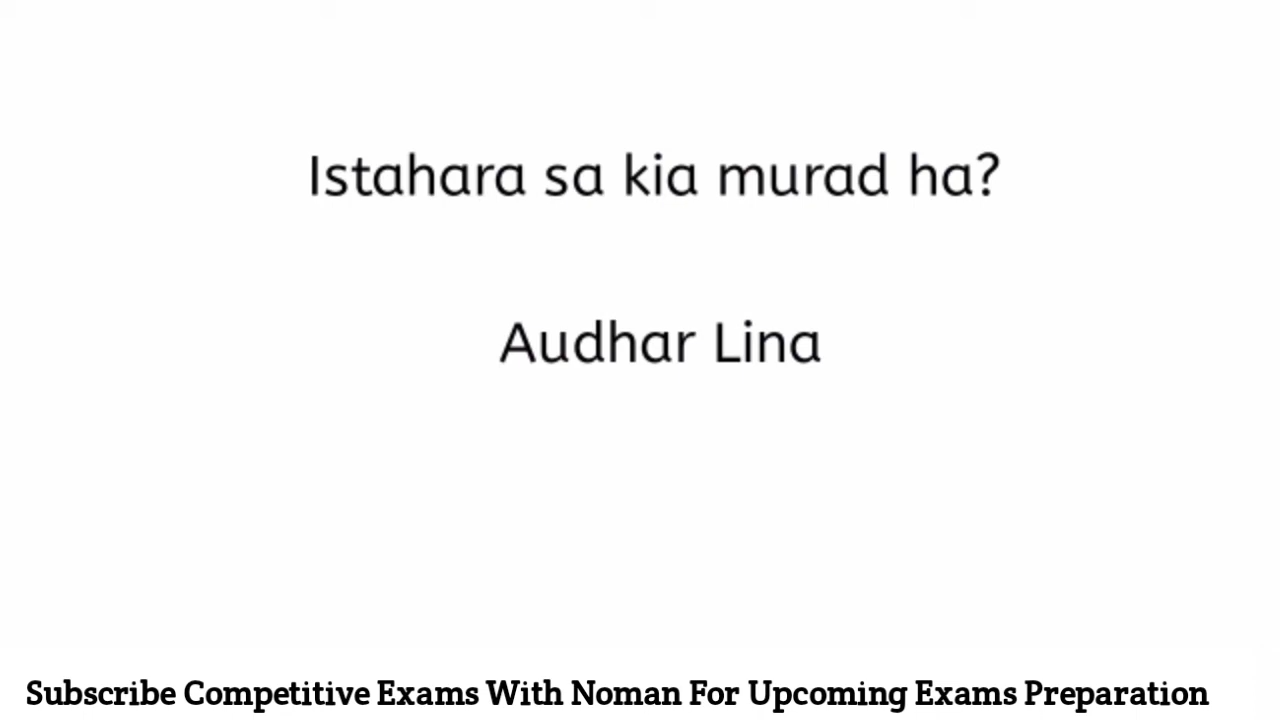 Istahara sa kia murad ha?
Audhar Lina
Subscribe Competitive Exams With Noman For Upcoming Exams Preparation